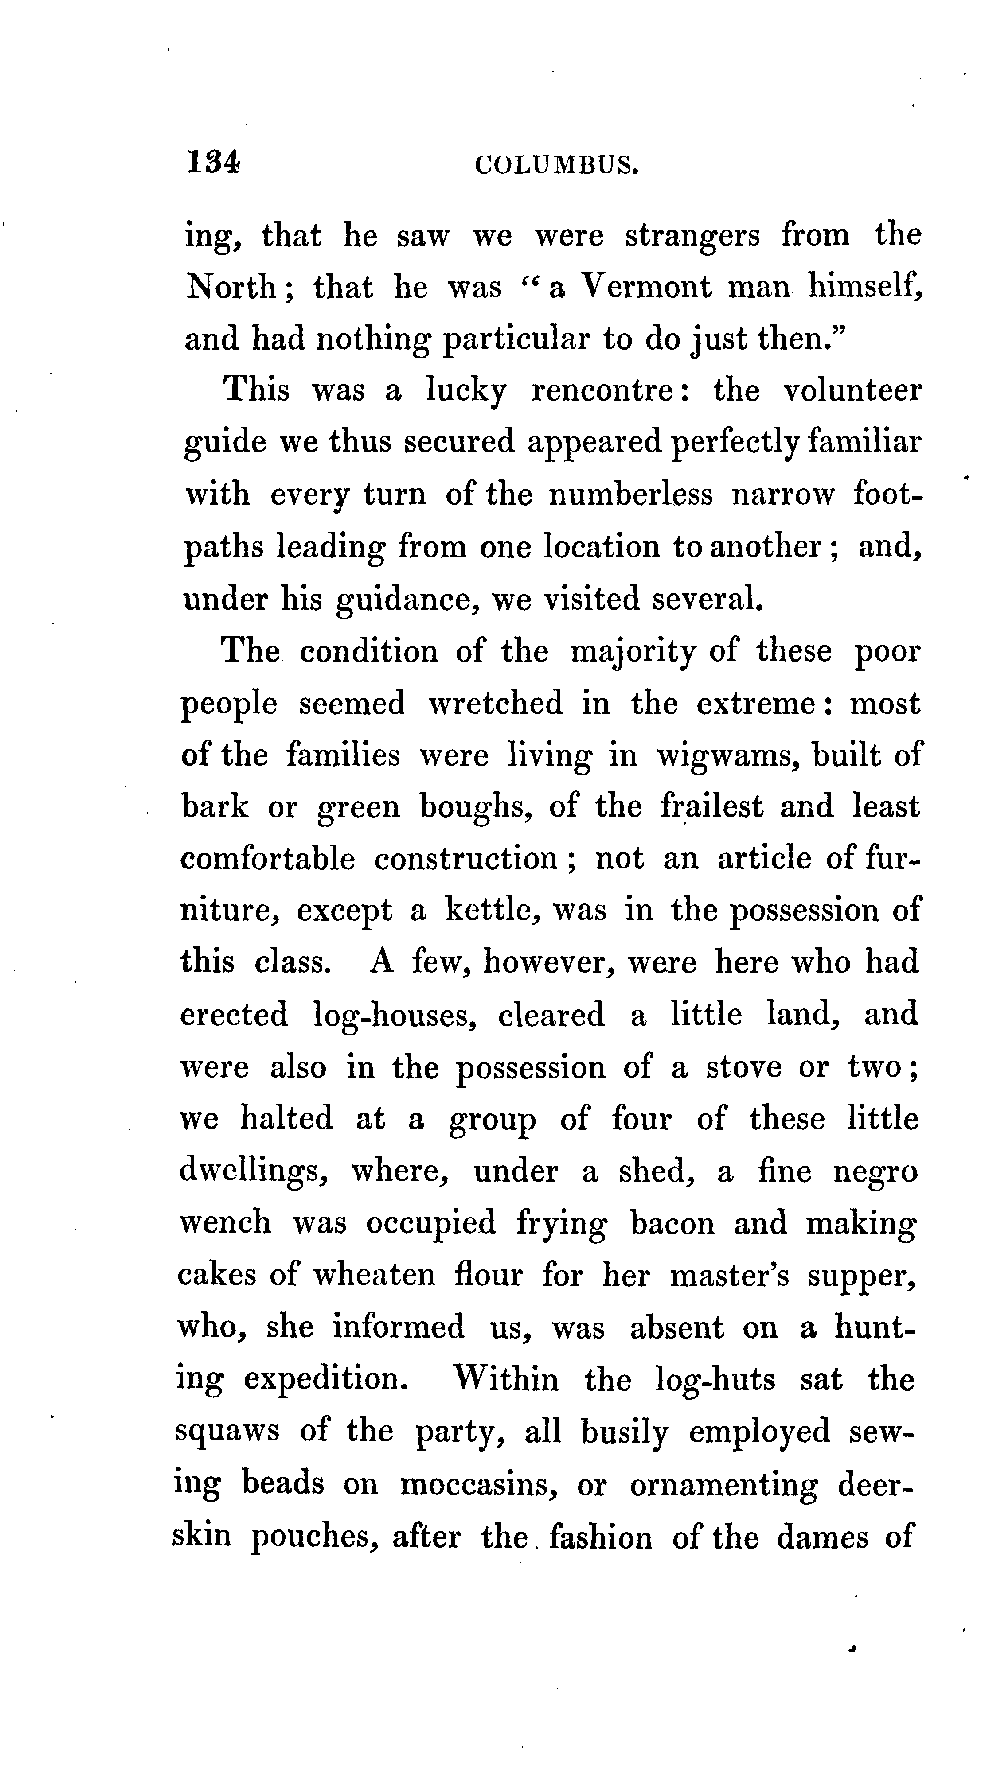 134 COLUMBUS.
ing, that he saw we were strangers from the
North; that he was "a Vermont man himself,
and had nothing particular to do just then."
This was a lucky rencontre: the volunteer
guide we thus secured appeared perfectly familiar
with every turn of the numberless narrow foot-
paths leading from one location to another; and,
under his guidance, we visited several.
The condition of the majority of these poor
people seemed wretched in the extreme: most
of the families were living in wigwams, built of
bark or green boughs, of the frailest and least
comfortable construction; not an article of fur-
niture, except a kettle, was in the possession of
this class. A few, however, were here who had
erected log-houses, cleared a little land, and
were also in the possession of a stove or two;
we halted at a group of four of these little
dwellings, where, under a shed, a fine negro
wench was occupied frying bacon and making
cakes of wheaten flour for her master's supper,
who, she informed us, was absent on a hunt-
ing expedition. Within the log-huts sat the
squaws of the party, all busily employed sew-
ing beads on moccasins, or ornamenting deer-
skin pouches, after the fashion of the dames of